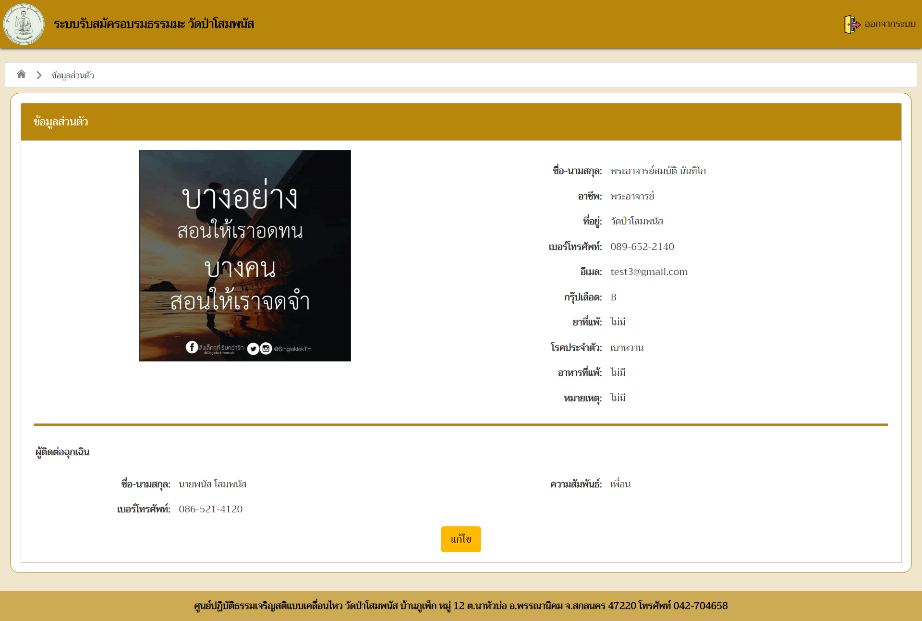 ระบบรับสมัครอบรมธรรมมะ วัดป่าโสมพนัส
ออกจากระบบ
ข้อมูลส่วนตัว
ข้อมูลส่วนตัว
บางอย่าง
สอนให้เราอดทน
บางคน
สอนให้เราจดจำ
@SingleklekTH
ชื่อ-นามสกุล: พระอาจารย์สมบัติ นันทิโก
อาชีพ: พระอาจารย์
ที่อยู่: วัดป่าโสมพนัส
เบอร์โทรศัพท์: 089-652-2140
อีเมล: test3@gmail.com
กรุ๊ปเลือด: B
ยาที่แพ้: ไม่มี
โรคประจำตัว: เบาหวาน
อาหารที่แพ้: ไม่มี
หมายเหตุ: ไม่มี
ผู้ติดต่อฉุกเฉิน
ชื่อ-นามสกุล: นายพนัส โสมพนัส
ความสัมพันธ์: เพื่อน
เบอร์โทรศัพท์: 086-521-4120
แก้ไข
ศูนย์ปฏิบัติธรรมเจริญสติแบบเคลื่อนไหว วัดป่าโสมพนัส บ้านภูเพ็ก หมู่ 12 ต.นาหัวบ่อ อ.พรรณานิคม จ.สกลนคร 47220 โทรศัพท์ 042-704658